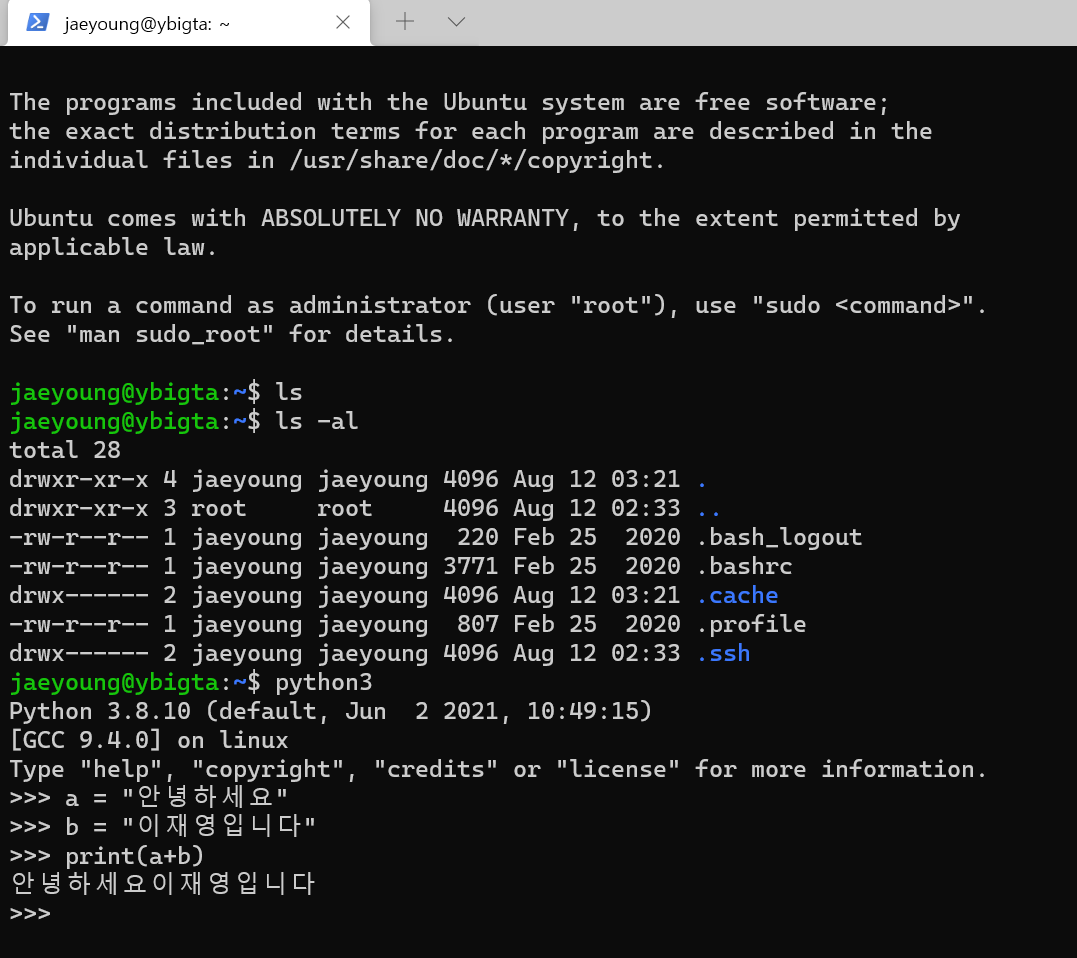 jaeyoung@ybigta: ~
The programs included with the Ubuntu system are free software;
the exact distribution terms for each program are described in the
individual files in /usr/share/doc/*/copyright.
Ubuntu comes with ABSOLUTELY NO WARRANTY, to the extent permitted by
applicable law.
To run a command as administrator (user "root"), use "sudo <command>".
See "man sudo_root" for details.
jaeyoung@ybigta:~$ ls
jaeyoung@ybigta:~$ ls -al
total 28
drwxr-xr-x 4 jaeyoung jaeyoung 4096 Aug 12 03:21 .
drwxr-xr-x 3 root     root     4096 Aug 12 02:33 ..
-rw-r--r-- 1 jaeyoung jaeyoung  220 Feb 25  2020 .bash_logout
-rw-r--r-- 1 jaeyoung jaeyoung 3771 Feb 25  2020 .bashrc
drwx------ 2 jaeyoung jaeyoung 4096 Aug 12 03:21 .cache
-rw-r--r-- 1 jaeyoung jaeyoung  807 Feb 25  2020 .profile
drwx------ 2 jaeyoung jaeyoung 4096 Aug 12 02:33 .ssh
jaeyoung@ybigta:~$ python3
Python 3.8.10 (default, Jun  2 2021, 10:49:15)
[GCC 9.4.0] on linux
Type "help", "copyright", "credits" or "license" for more information.
>>> a = "안녕하세요"
>>> b = "이재영입니다"
>>> print(a+b)
안녕하세요이재영입니다
>>>